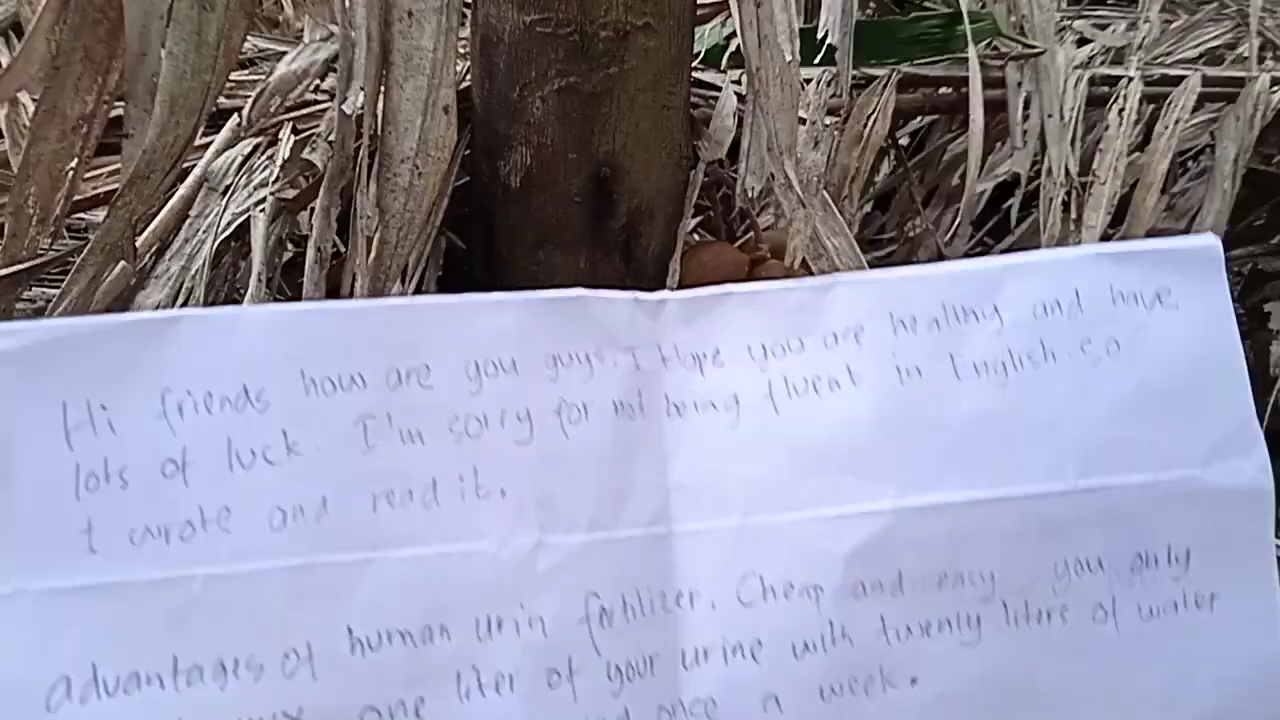 Hi friends how are you guys. I Hope you are healing and have
lots of luck. I'm sorry for not being fluent in English. so
I wrote and read it.
advantages of human urin fertilizer. Cheap and easy you only
mix one liter of your urine with twenty liters of water
once a week.